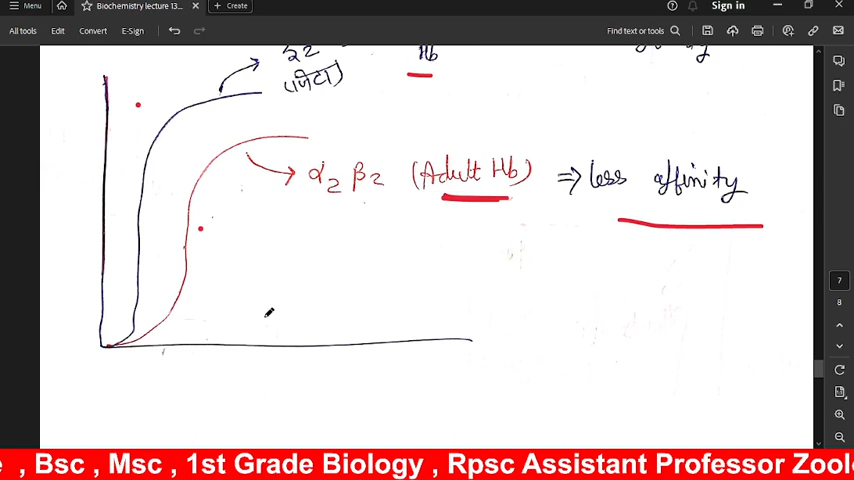 Menu
Biochemistry lecture 13...
Create
Sign in
All tools Edit Convert E-Sign
Find text or tools
Hb
α2 β2 (Adult Hb) ⇒ less affinity
7
8
e , Bsc , Msc , 1st Grade Biology , Rpsc Assistant Professor Zoolo